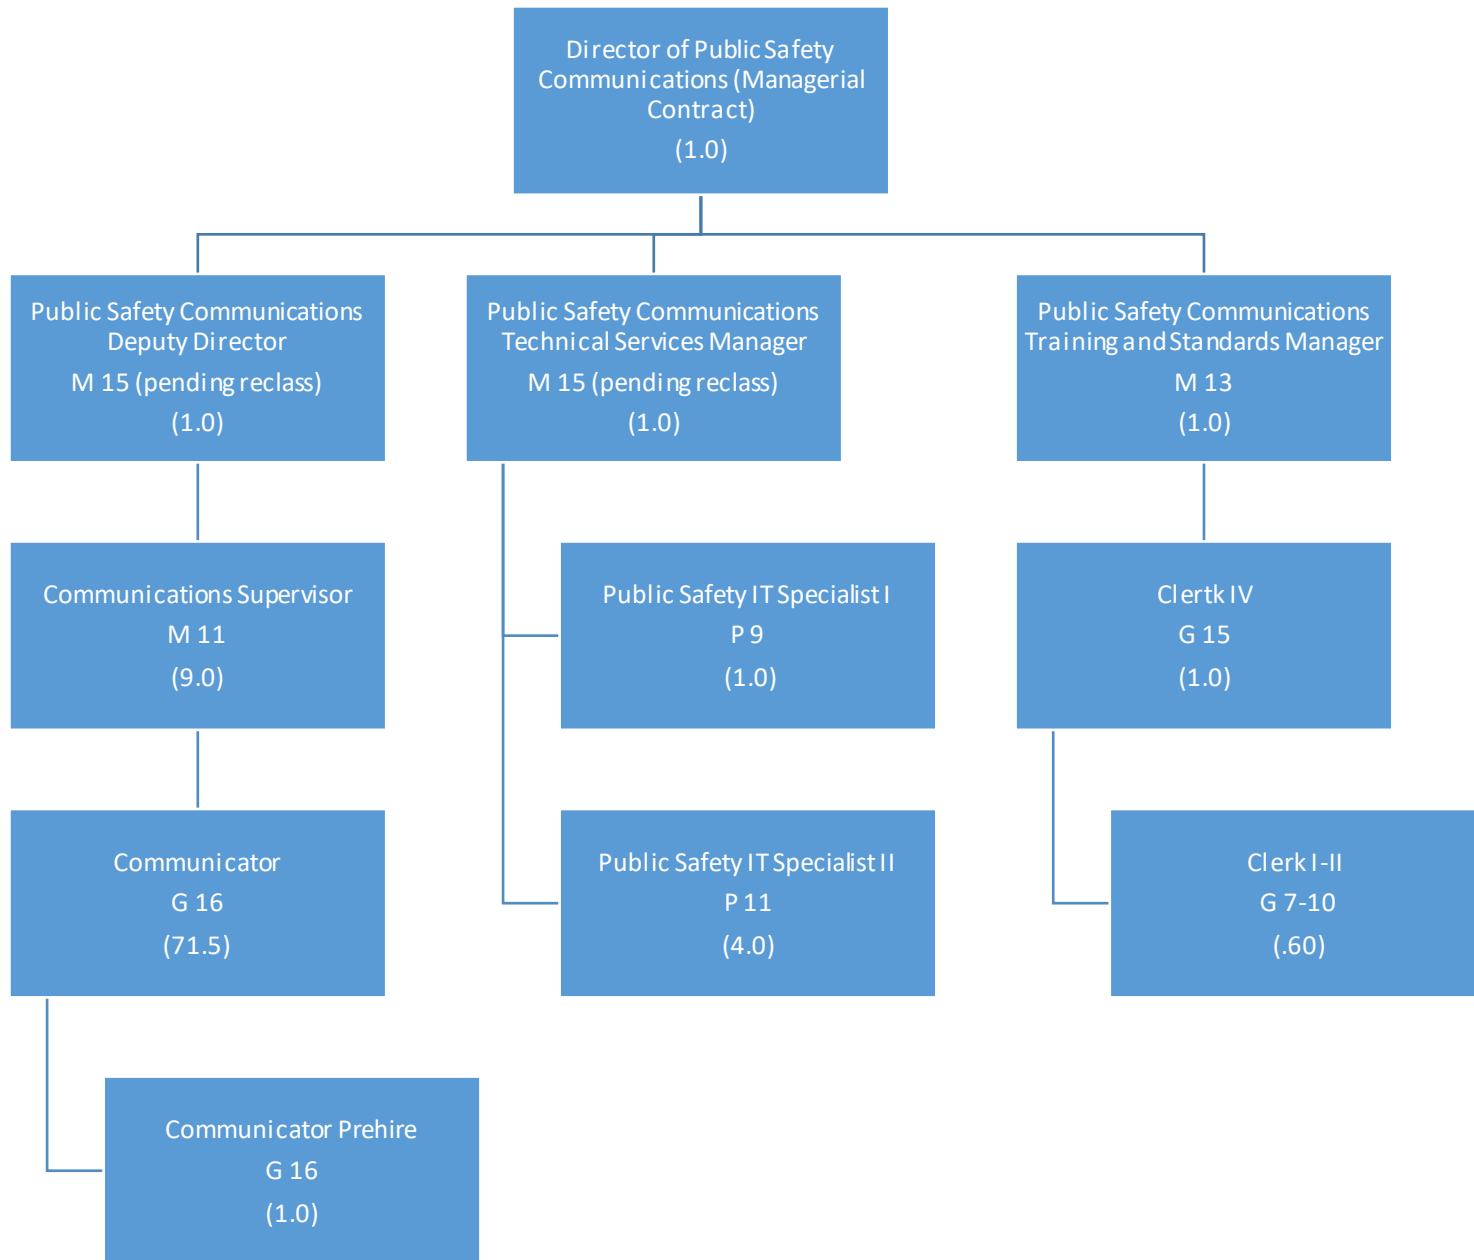 Director of Public Safety
Communications (Managerial
Contract)
(1.0)
Public Safety Communications
Deputy Director
M 15 (pending reclass)
(1.0)
Public Safety Communications
Technical Services Manager
M 15 (pending reclass)
(1.0)
Public Safety Communications
Training and Standards Manager
M 13
(1.0)
Communications Supervisor
M 11
(9.0)
Public Safety IT Specialist I
P 9
(1.0)
Clertk IV
G 15
(1.0)
Communicator
G 16
(71.5)
Public Safety IT Specialist II
P 11
(4.0)
Clerk I-II
G 7-10
(.60)
Communicator Prehire
G 16
(1.0)